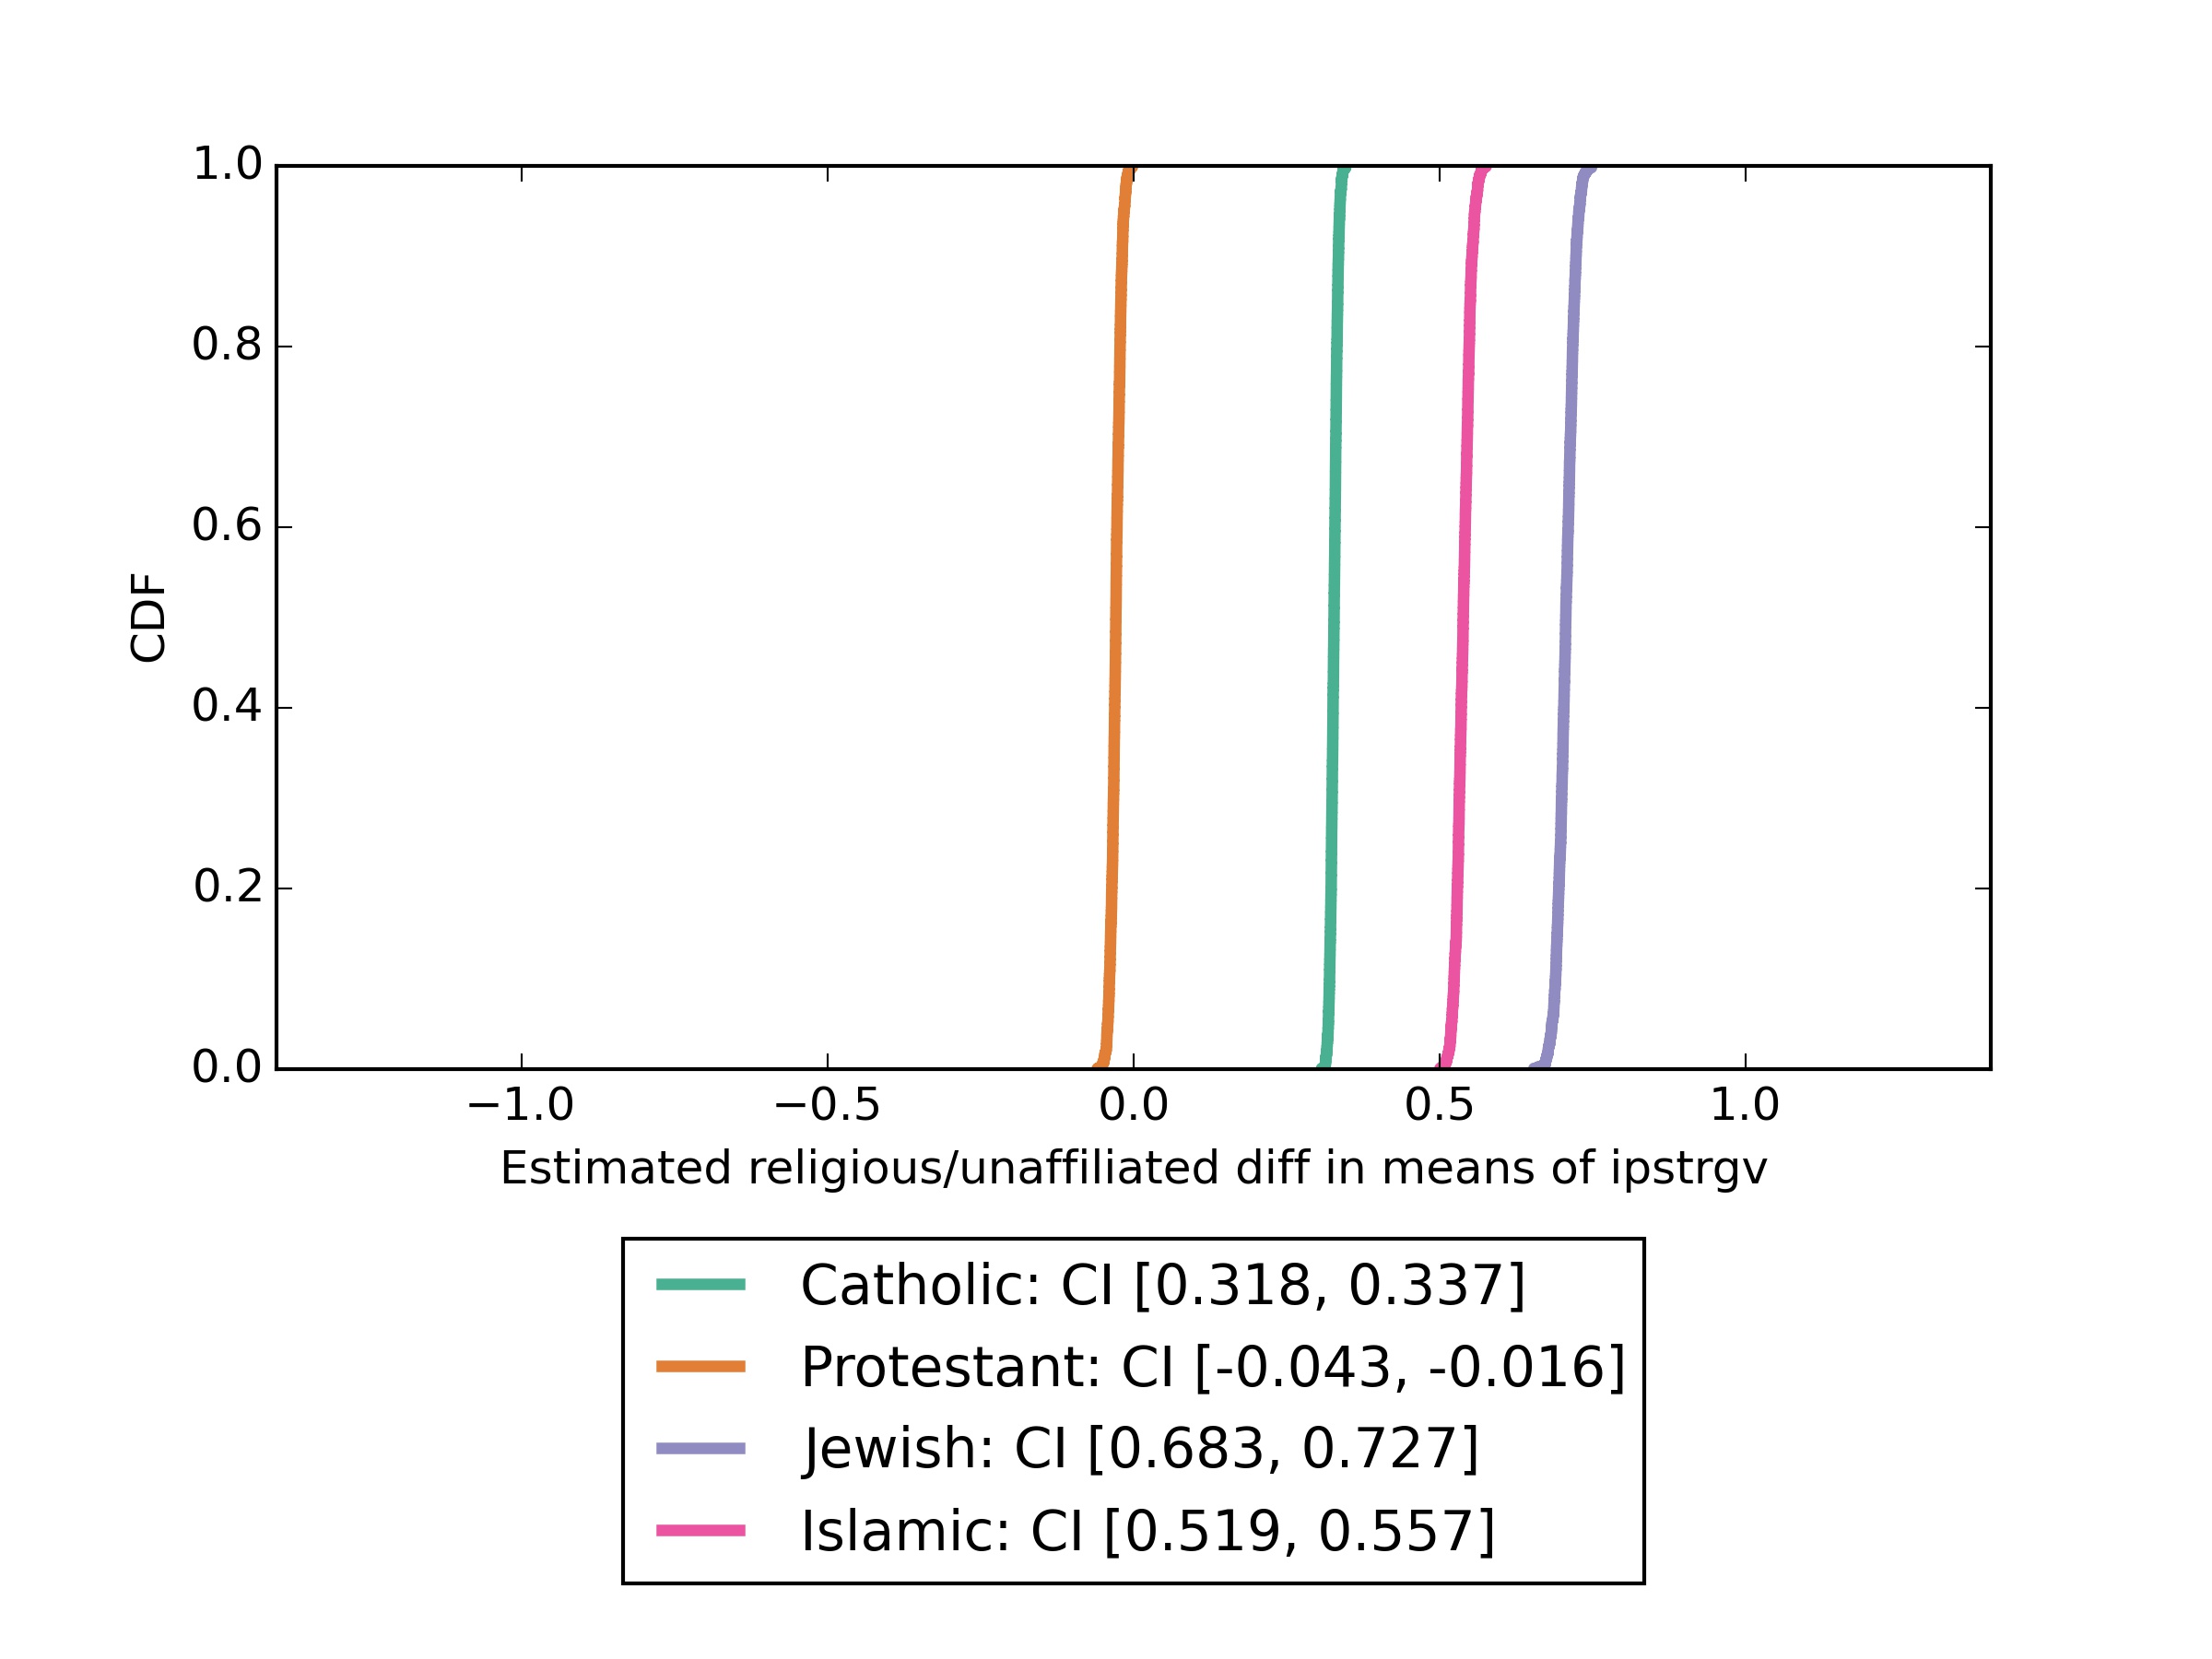 1.0
0.8
0.6
0.4
0.2
0.0
CDF
−1.0 −0.5 0.0 0.5 1.0
Estimated religious/unaffiliated diff in means of ipstrgv
Catholic: CI [0.318, 0.337]
Protestant: CI [-0.043, -0.016]
Jewish: CI [0.683, 0.727]
Islamic: CI [0.519, 0.557]